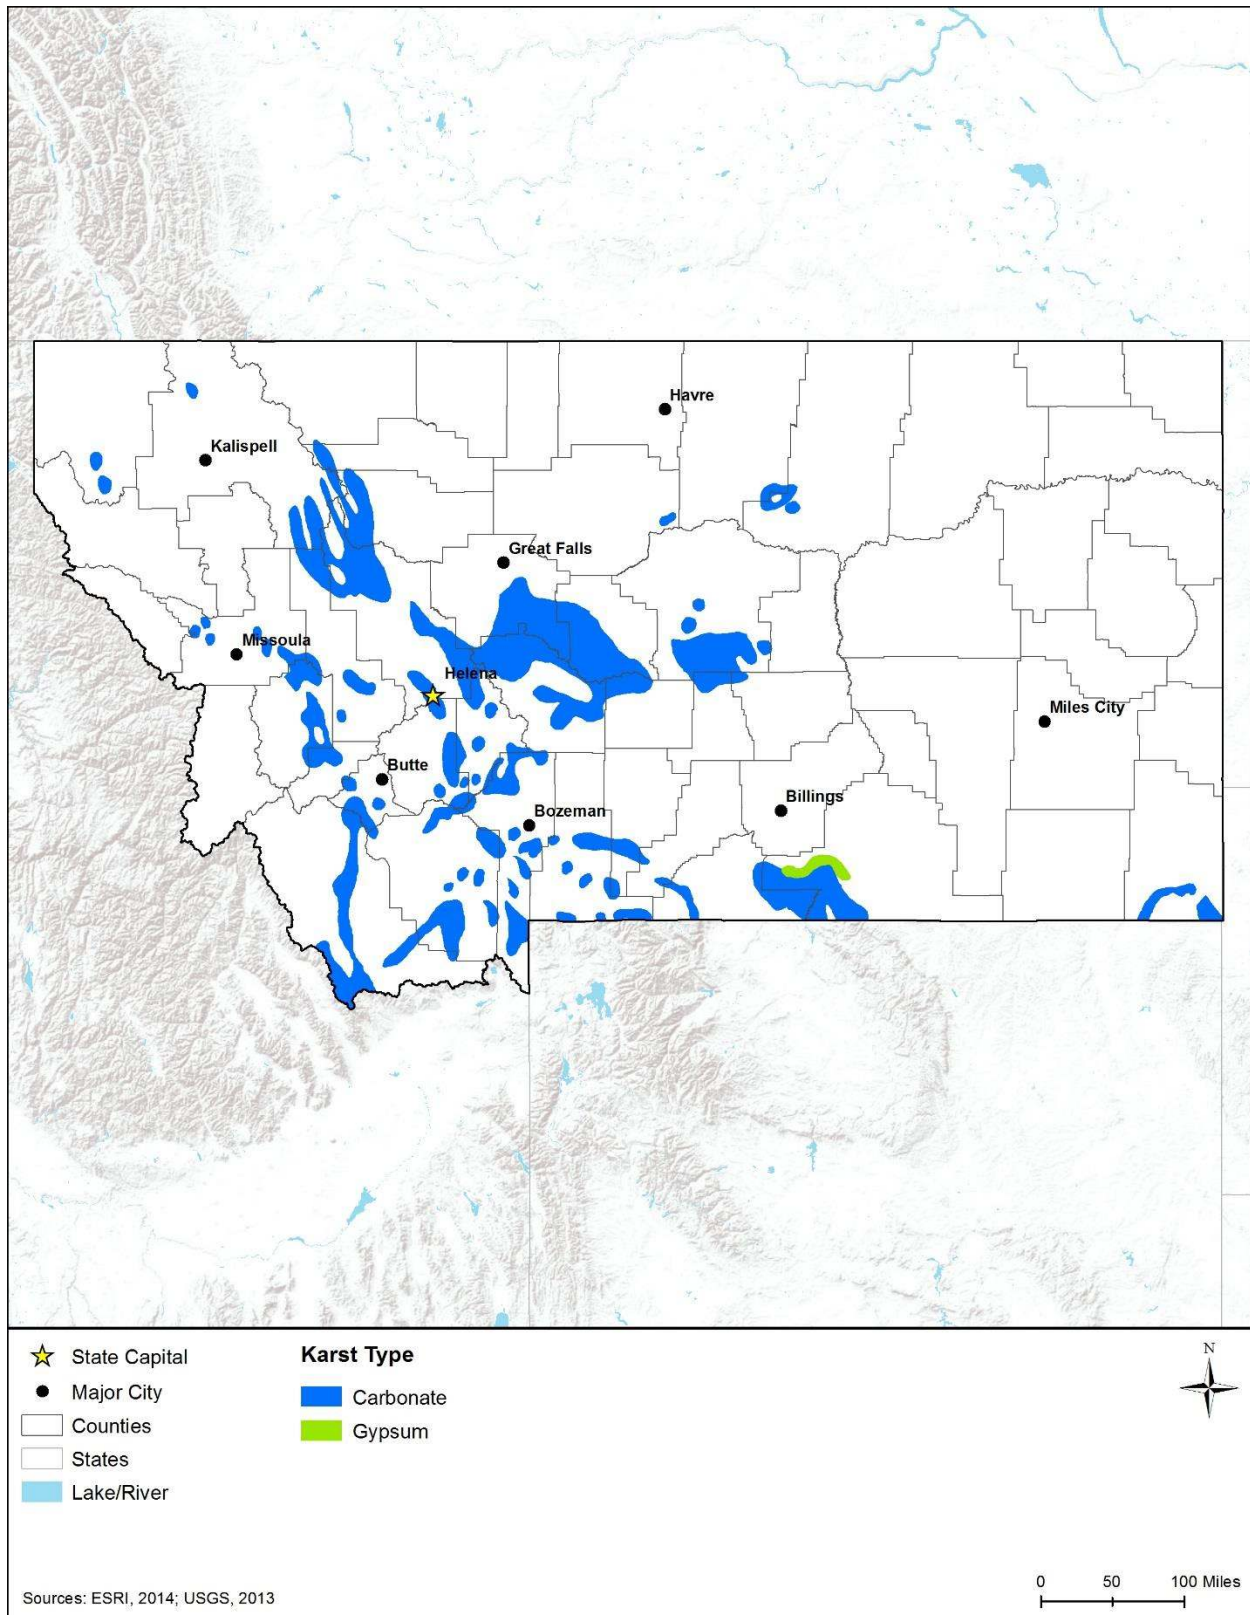 Havre
Kalispell
Great Falls
Missoula
Helena
Miles City
Butte
Billings
Bozeman
State Capital
Major City
Counties
States
Lake/River
Karst Type
Carbonate
Gypsum
N
Sources: ESRI, 2014; USGS, 2013
0 50 100 Miles